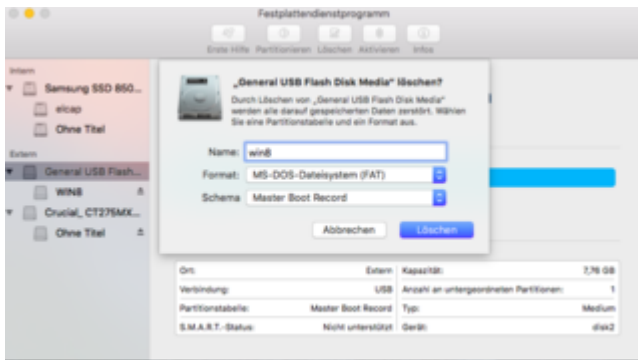 Festplattendienstprogramm
Erste Hilfe Partitionieren Löschen Aktivieren Infos
Intern
Samsung SSD 850...
elcap
Ohne Titel
Extern
General USB Flash...
WIN8
Crucial_CT275MX...
Ohne Titel
„General USB Flash Disk Media“ löschen?
Durch Löschen von „General USB Flash Disk Media“
werden alle darauf gespeicherten Daten zerstört. Wählen
Sie eine Partitionstabelle und ein Format aus.
Name: win8
Format: MS-DOS-Dateisystem (FAT)
Schema Master Boot Record
Abbrechen Löschen
Ort: Extern Kapazität: 7,76 GB
Verbindung: USB Anzahl an untergeordneten Partitionen: 1
Partitionstabelle: Master Boot Record Typ: Medium
S.M.A.R.T.-Status: Nicht unterstützt Gerät: disk2